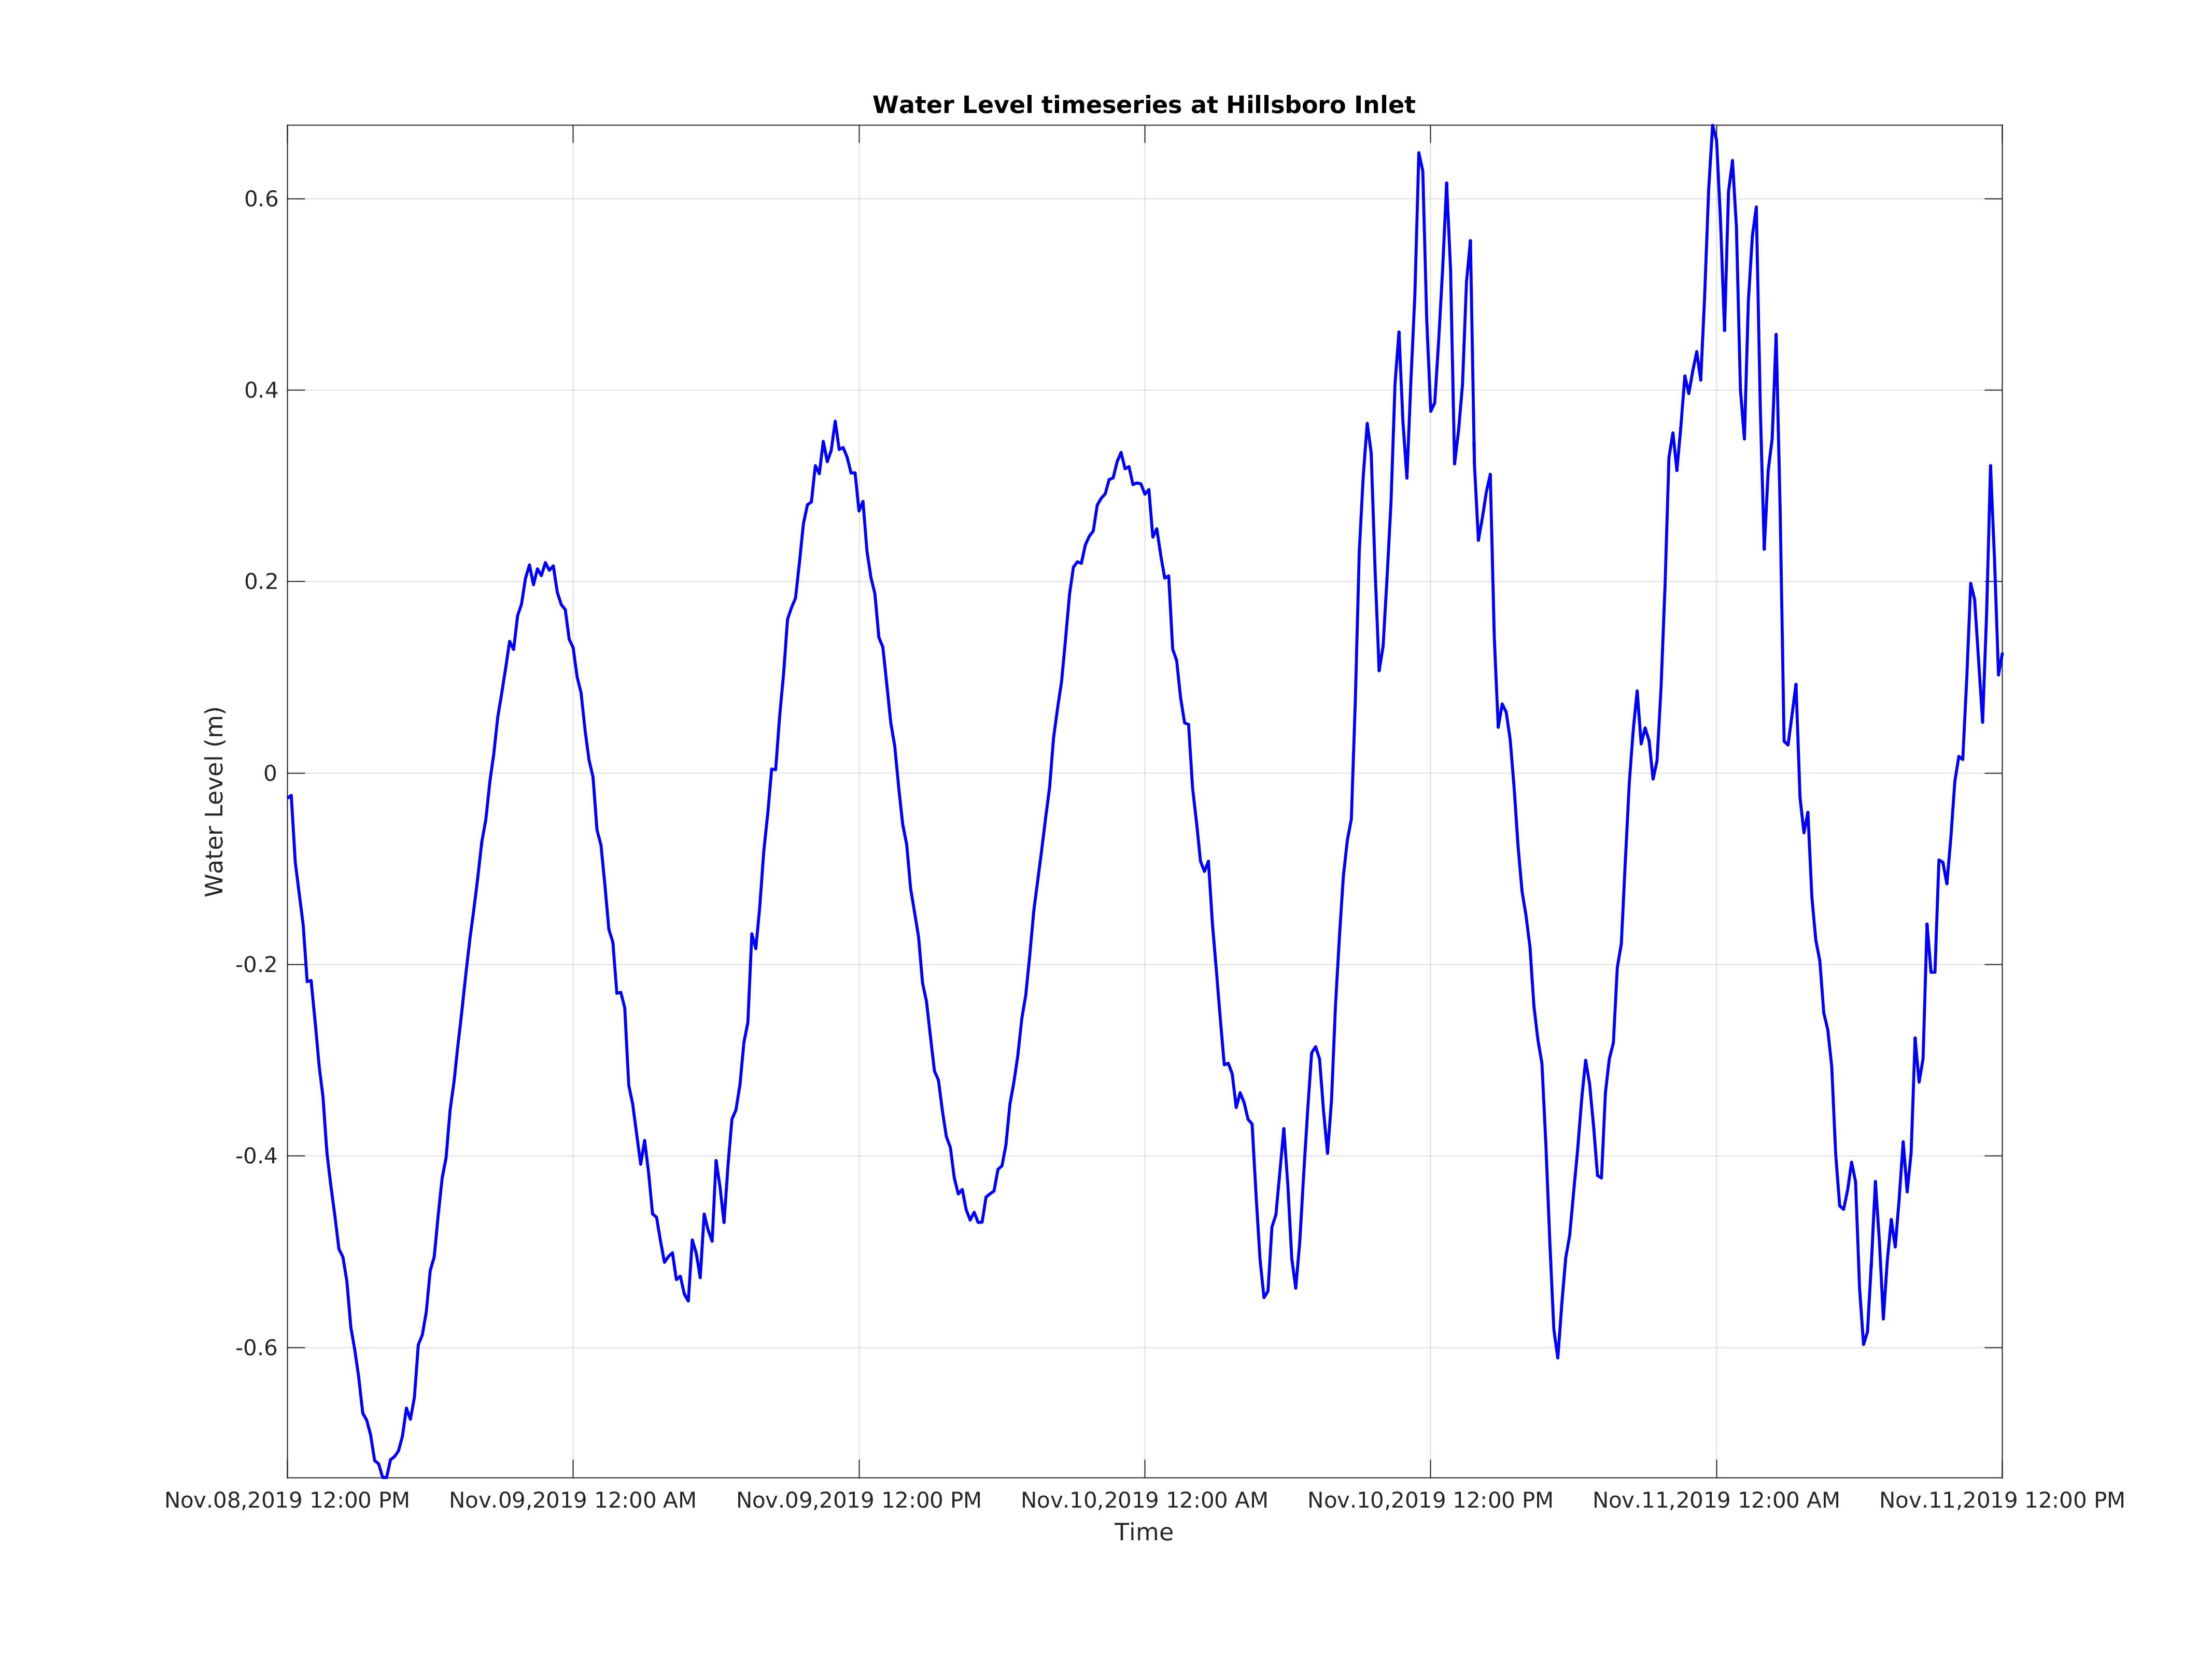 Water Level timeseries at Hillsboro Inlet
0.6
0.4
0.2
0
-0.2
-0.4
-0.6
Water Level (m)
Nov.08,2019 12:00 PM Nov.09,2019 12:00 AM Nov.09,2019 12:00 PM Nov.10,2019 12:00 AM Nov.10,2019 12:00 PM Nov.11,2019 12:00 AM Nov.11,2019 12:00 PM
Time